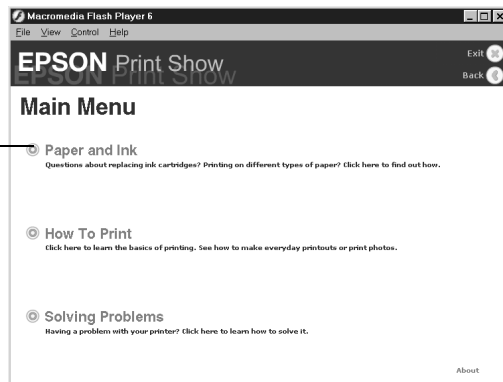 Macromedia Flash Player 6
File View Control Help
EPSON Print Show
Exit
Back
Main Menu
Paper and Ink
Questions about replacing ink cartridges? Printing on different types of paper? Click here to find out how.
How To Print
Click here to learn the basics of printing. See how to make everyday printouts or print photos.
Solving Problems
Having a problem with your printer? Click here to learn how to solve it.
About